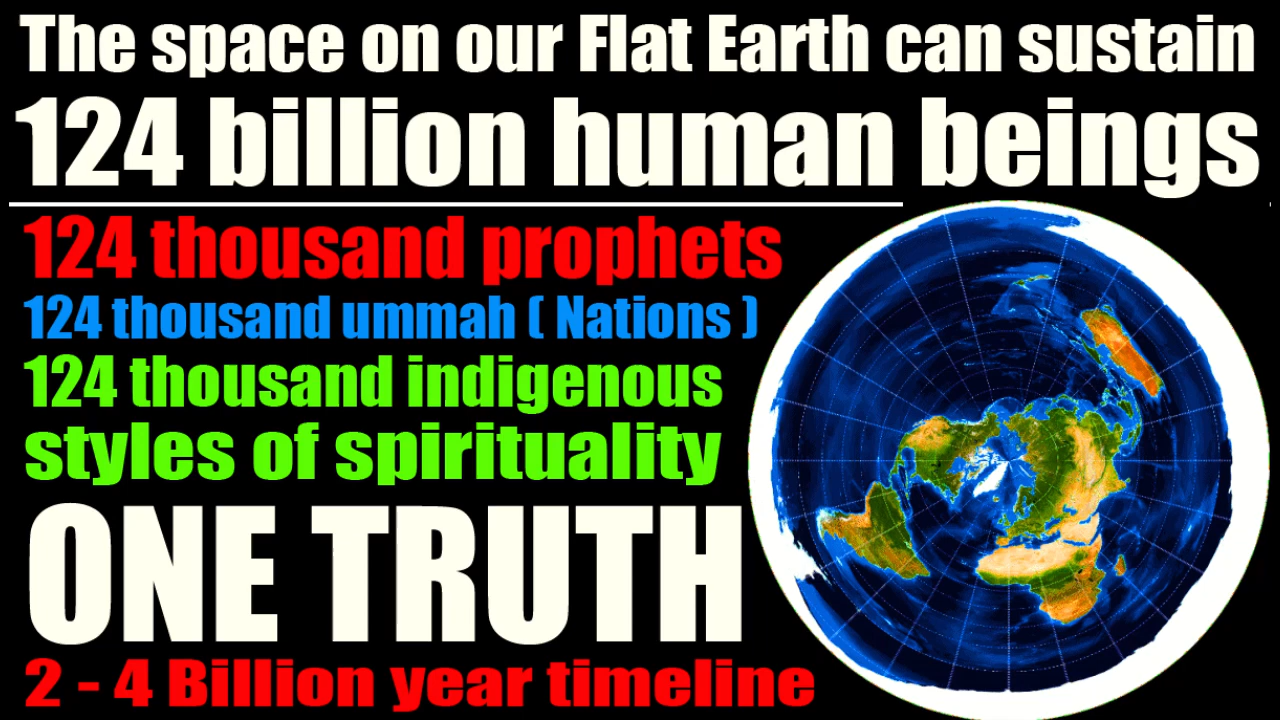 The space on our Flat Earth can sustain
124 billion human beings
124 thousand prophets
124 thousand ummah ( Nations )
124 thousand indigenous
styles of spirituality
ONE TRUTH
2 - 4 Billion year timeline